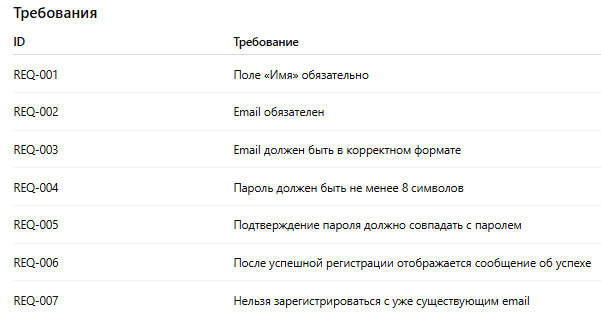 Требования
ID Требование
REQ-001 Поле «Имя» обязательно
REQ-002 Email обязателен
REQ-003 Email должен быть в корректном формате
REQ-004 Пароль должен быть не менее 8 символов
REQ-005 Подтверждение пароля должно совпадать с паролем
REQ-006 После успешной регистрации отображается сообщение об успехе
REQ-007 Нельзя зарегистрироваться с уже существующим email